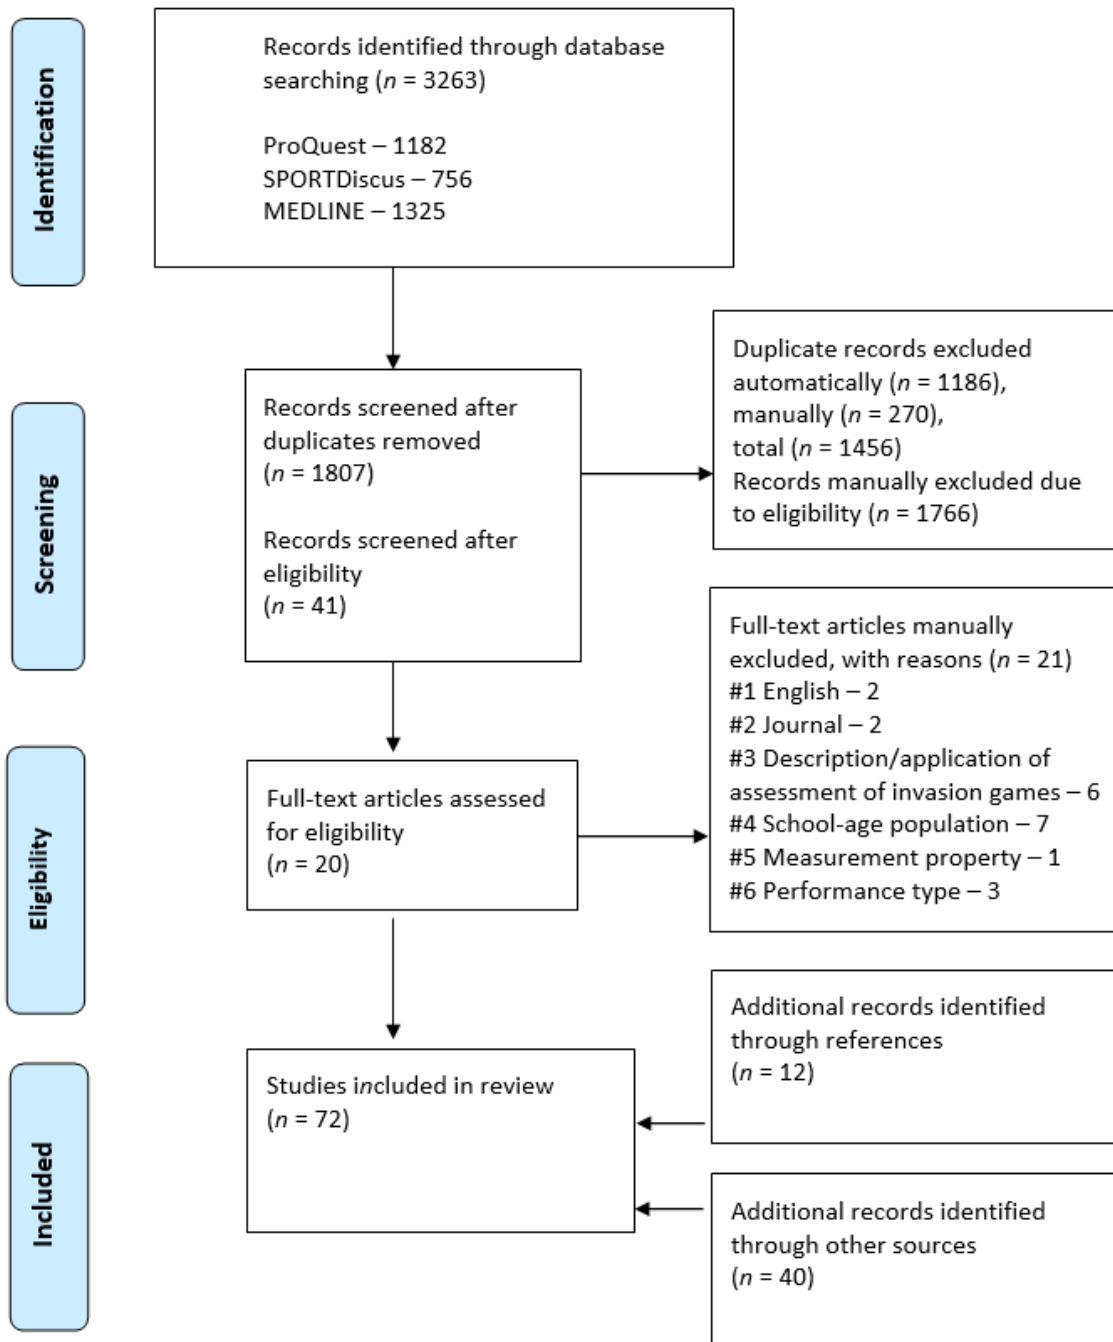 Identification
Records identified through database
searching (n = 3263)
ProQuest – 1182
SPORTDiscus – 756
MEDLINE – 1325
Screening
Records screened after
duplicates removed
(n = 1807)
Records screened after
eligibility
(n = 41)
Duplicate records excluded
automatically (n = 1186),
manually (n = 270),
total (n = 1456)
Records manually excluded due
to eligibility (n = 1766)
Eligibility
Full-text articles assessed
for eligibility
(n = 20)
Full-text articles manually
excluded, with reasons (n = 21)
#1 English – 2
#2 Journal – 2
#3 Description/application of
assessment of invasion games – 6
#4 School-age population – 7
#5 Measurement property – 1
#6 Performance type – 3
Included
Studies included in review
(n = 72)
Additional records identified
through references
(n = 12)
Additional records identified
through other sources
(n = 40)